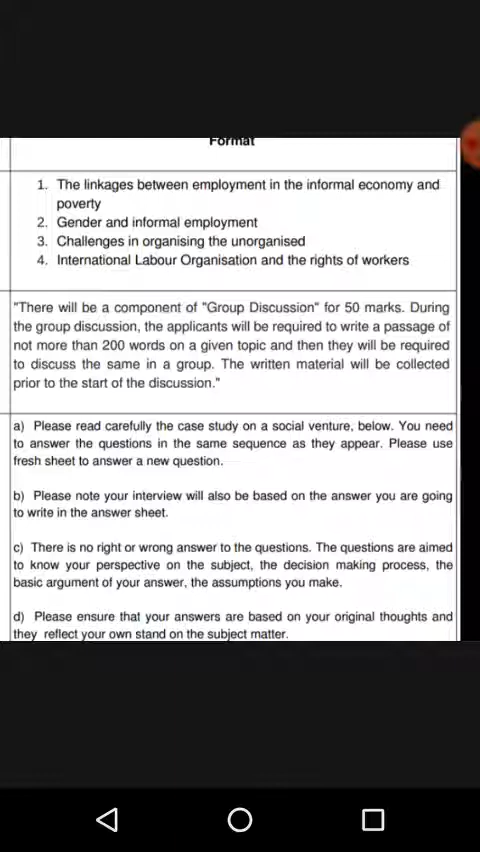 Format
1. The linkages between employment in the informal economy and
poverty
2. Gender and informal employment
3. Challenges in organising the unorganised
4. International Labour Organisation and the rights of workers
"There will be a component of "Group Discussion" for 50 marks. During
the group discussion, the applicants will be required to write a passage of
not more than 200 words on a given topic and then they will be required
to discuss the same in a group. The written material will be collected
prior to the start of the discussion."
a) Please read carefully the case study on a social venture, below. You need
to answer the questions in the same sequence as they appear. Please use
fresh sheet to answer a new question.
b) Please note your interview will also be based on the answer you are going
to write in the answer sheet.
c) There is no right or wrong answer to the questions. The questions are aimed
to know your perspective on the subject, the decision making process, the
basic argument of your answer, the assumptions you make.
d) Please ensure that your answers are based on your original thoughts and
they reflect your own stand on the subject matter.